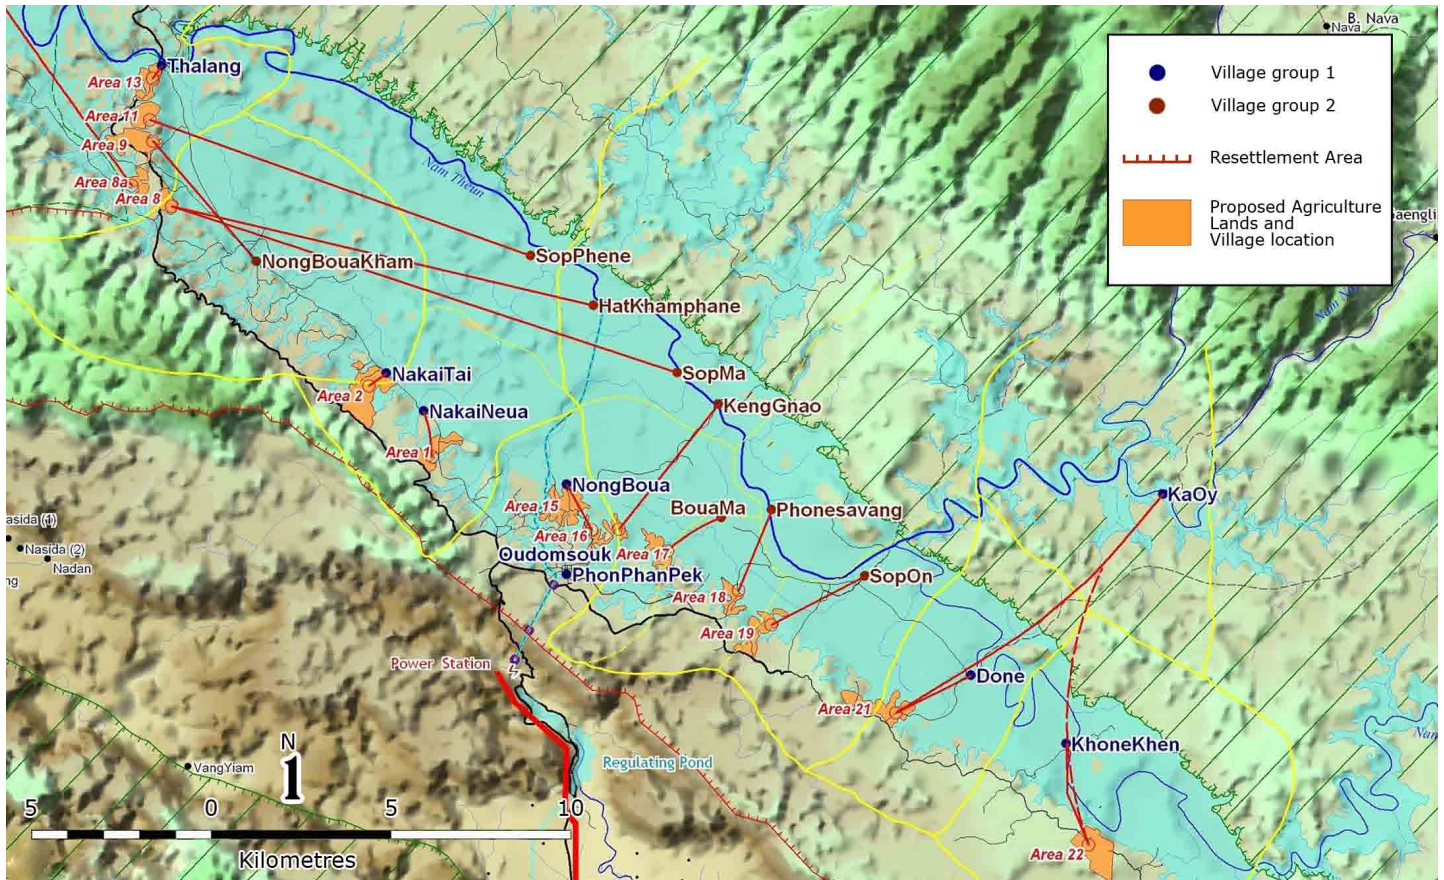 B. Nava
Nava
Village group 1
Village group 2
Resettlement Area
Proposed Agriculture
Lands and
Village location
Thalang
Area 13
Area 11
Area 9
Area 8a
Area 8
Nam Theun
NongBouaKham
SopPhene
HatKhamphane
SopMa
KengGnao
NakaiTai
Area 2
NakaiNeua
Area 1
NongBoua
Area 15
Area 16
BouaMa
Area 17
Phonesavang
KaOy
Oudomsouk
PhonPhanPek
Area 18
SopOn
Area 19
asida (1)
Nasida (2)
Nadan
ng
Power Station
Done
Area 21
KhoneKhen
Regulating Pond
VangYiam
Area 22
N
1
5 0 5 10
Kilometres
Nam